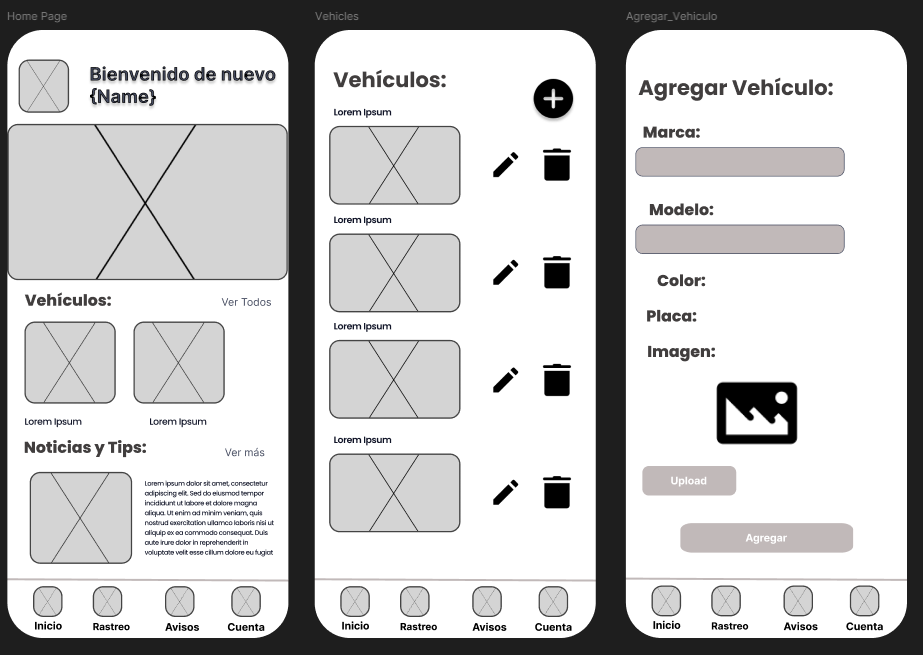 Home Page
Bienvenido de nuevo
{Name}
Vehículos:
Ver Todos
Lorem Ipsum
Lorem Ipsum
Noticias y Tips:
Ver más
Lorem ipsum dolor sit amet, consectetur
adipiscing elit. Sed do eiusmod tempor
incididunt ut labore et dolore magna
aliqua. Ut enim ad minim veniam, quis
nostrud exercitation ullamco laboris nisi ut
aliquip ex ea commodo consequat. Duis
aute irure dolor in reprehenderit in
voluptate velit esse cillum dolore eu fugiat
Inicio
Rastreo
Avisos
Cuenta
Vehicles
Vehículos:
Lorem Ipsum
Lorem Ipsum
Lorem Ipsum
Lorem Ipsum
Inicio
Rastreo
Avisos
Cuenta
Agregar_Vehiculo
Agregar Vehículo:
Marca:
Modelo:
Color:
Placa:
Imagen:
Upload
Agregar
Inicio
Rastreo
Avisos
Cuenta